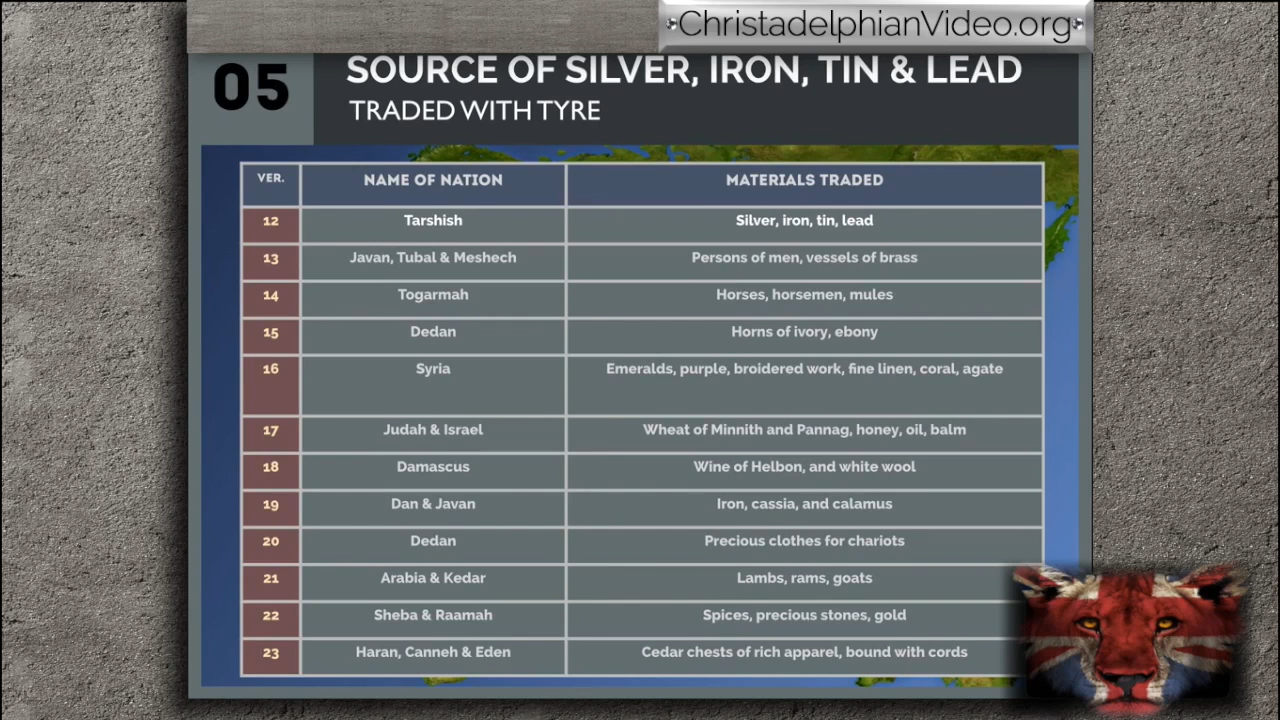 ChristadelphianVideo.org
05
SOURCE OF SILVER, IRON, TIN & LEAD
TRADED WITH TYRE
VER. NAME OF NATION MATERIALS TRADED
12 Tarshish Silver, iron, tin, lead
13 Javan, Tubal & Meshech Persons of men, vessels of brass
14 Togarmah Horses, horsemen, mules
15 Dedan Horns of ivory, ebony
16 Syria Emeralds, purple, broidered work, fine linen, coral, agate
17 Judah & Israel Wheat of Minnith and Pannag, honey, oil, balm
18 Damascus Wine of Helbon, and white wool
19 Dan & Javan Iron, cassia, and calamus
20 Dedan Precious clothes for chariots
21 Arabia & Kedar Lambs, rams, goats
22 Sheba & Raamah Spices, precious stones, gold
23 Haran, Canneh & Eden Cedar chests of rich apparel, bound with cords